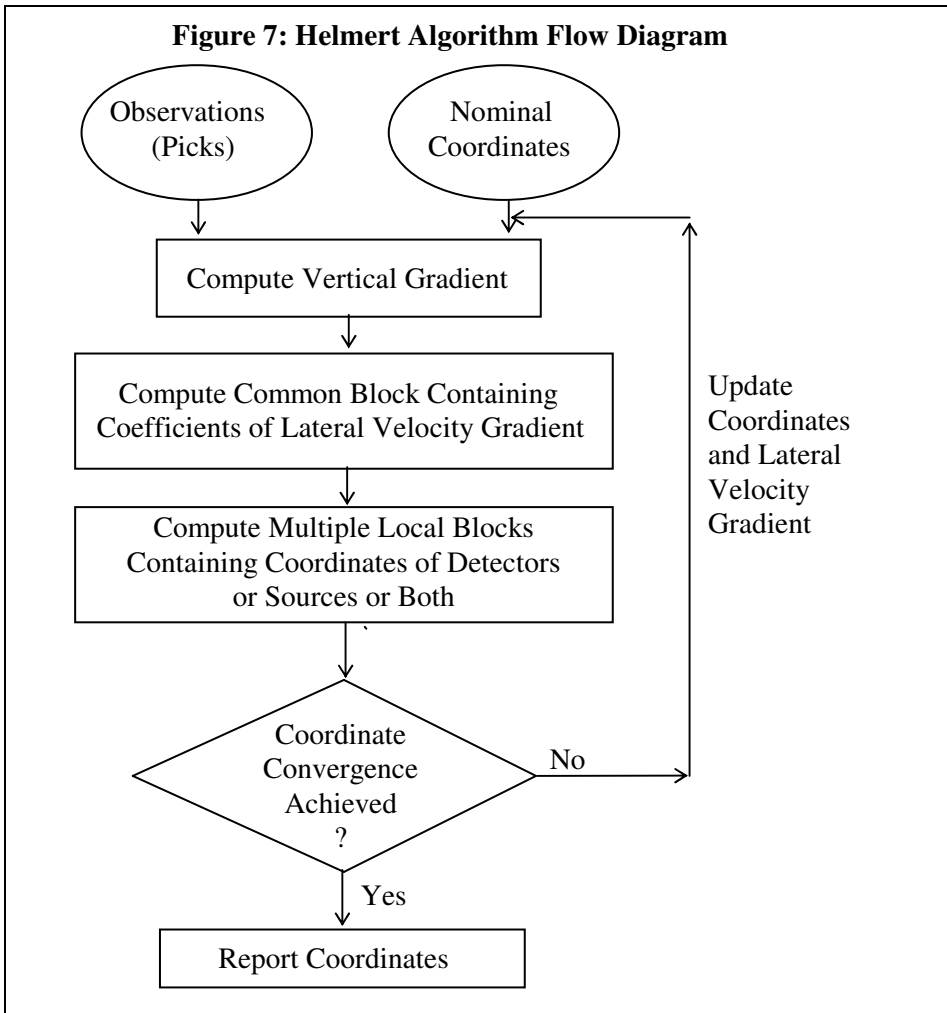 Figure 7: Helmert Algorithm Flow Diagram
Observations
(Picks)
Nominal
Coordinates
Compute Vertical Gradient
Compute Common Block Containing
Coefficients of Lateral Velocity Gradient
Compute Multiple Local Blocks
Containing Coordinates of Detectors
or Sources or Both
Update
Coordinates
and Lateral
Velocity
Gradient
Coordinate
Convergence
Achieved
?
No
Yes
Report Coordinates